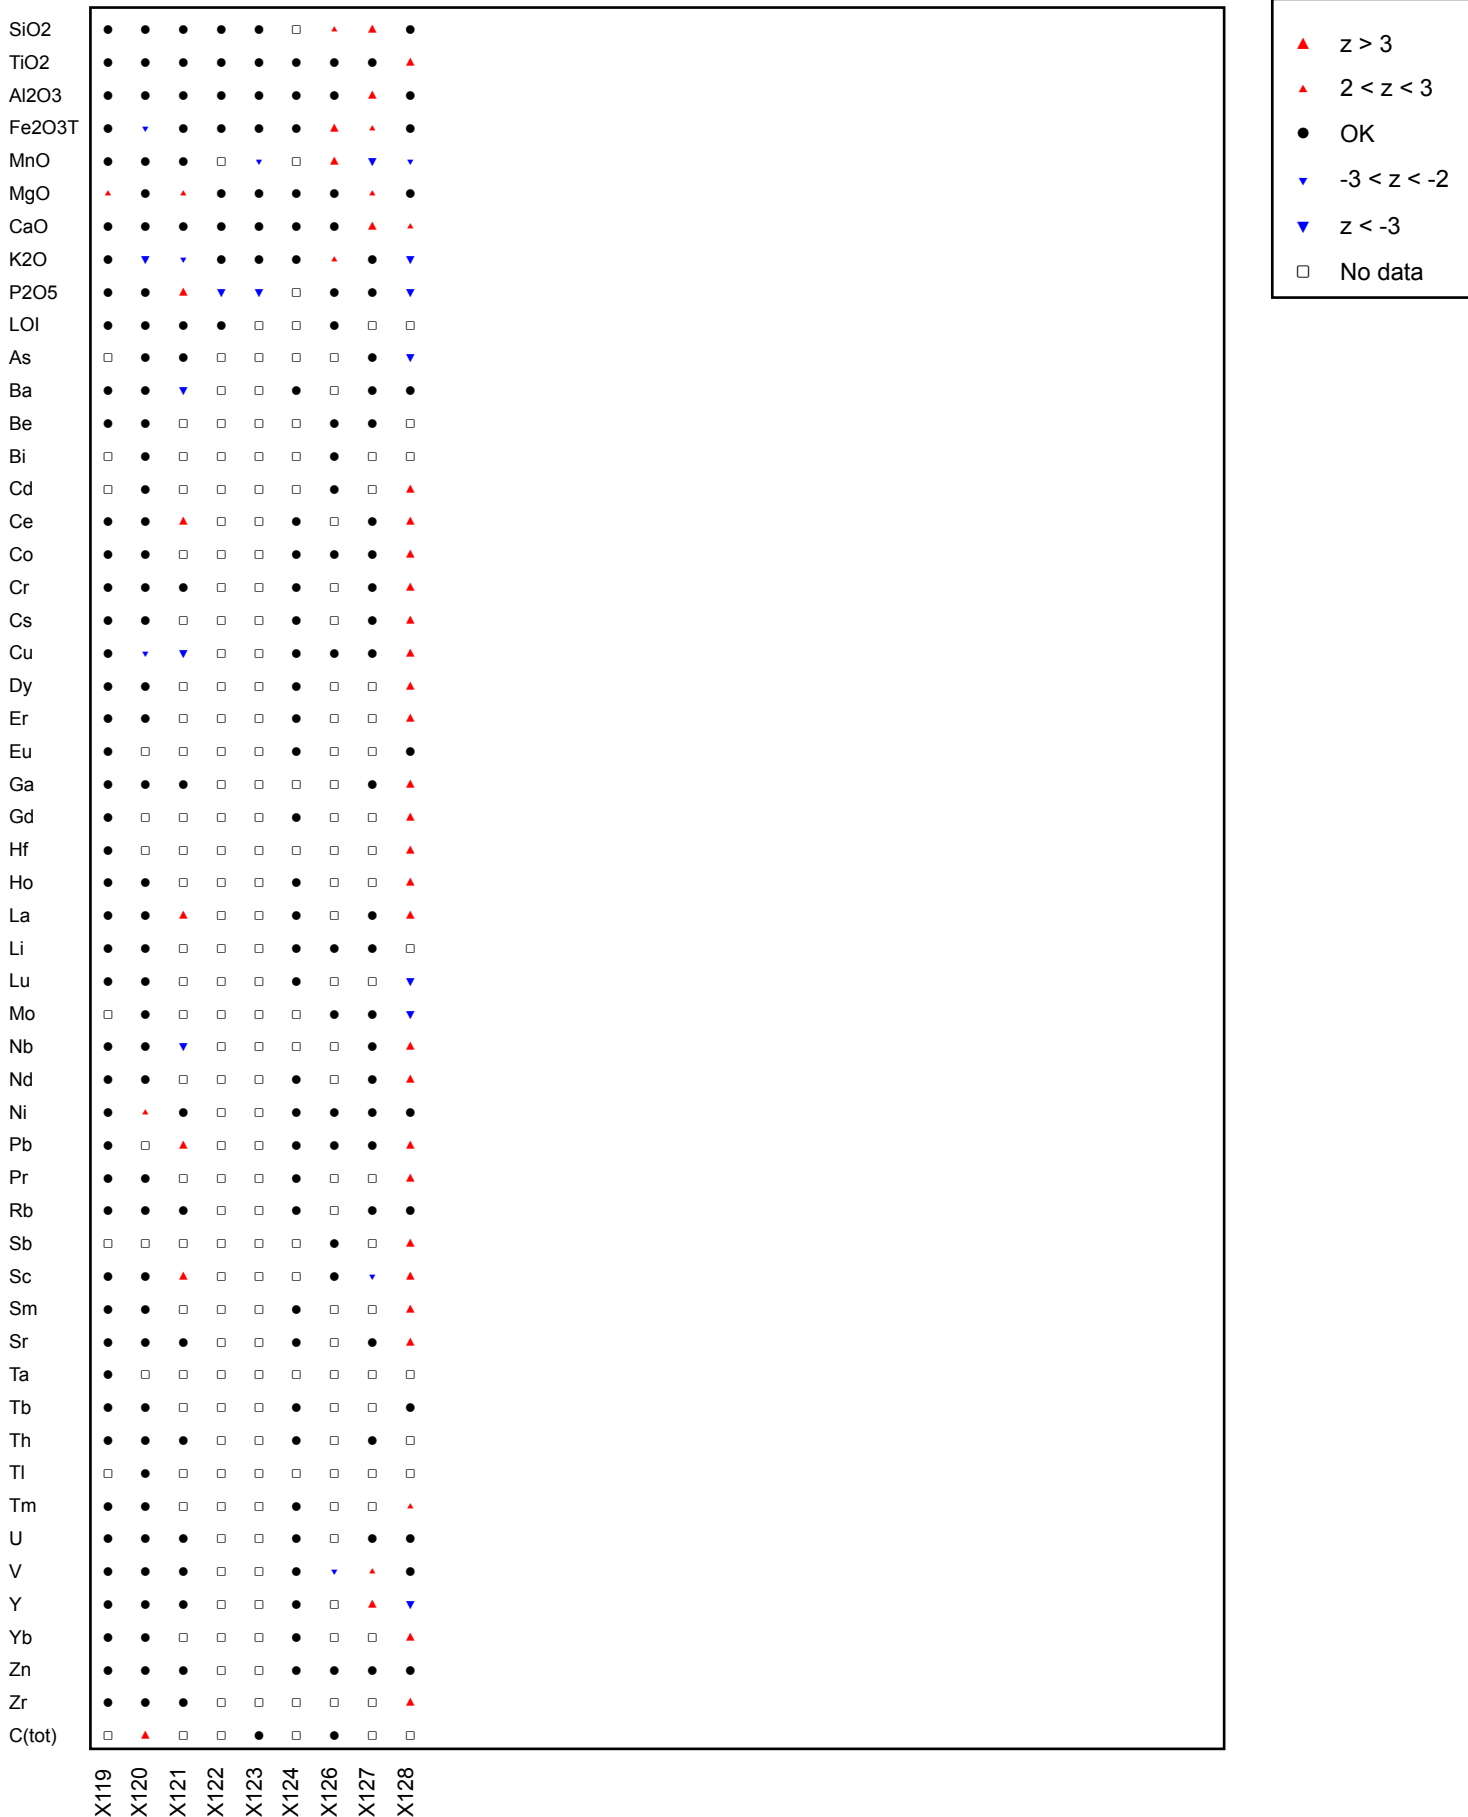 SiO2
TiO2
Al2O3
Fe2O3T
MnO
MgO
CaO
K2O
P2O5
LOI
As
Ba
Be
Bi
Cd
Ce
Co
Cr
Cs
Cu
Dy
Er
Eu
Ga
Gd
Hf
Ho
La
Li
Lu
Mo
Nb
Nd
Ni
Pb
Pr
Rb
Sb
Sc
Sm
Sr
Ta
Tb
Th
Tl
Tm
U
V
Y
Yb
Zn
Zr
C(tot)
X119
X120
X121
X122
X123
X124
X126
X127
X128
z > 3
2 < z < 3
OK
-3 < z < -2
z < -3
No data